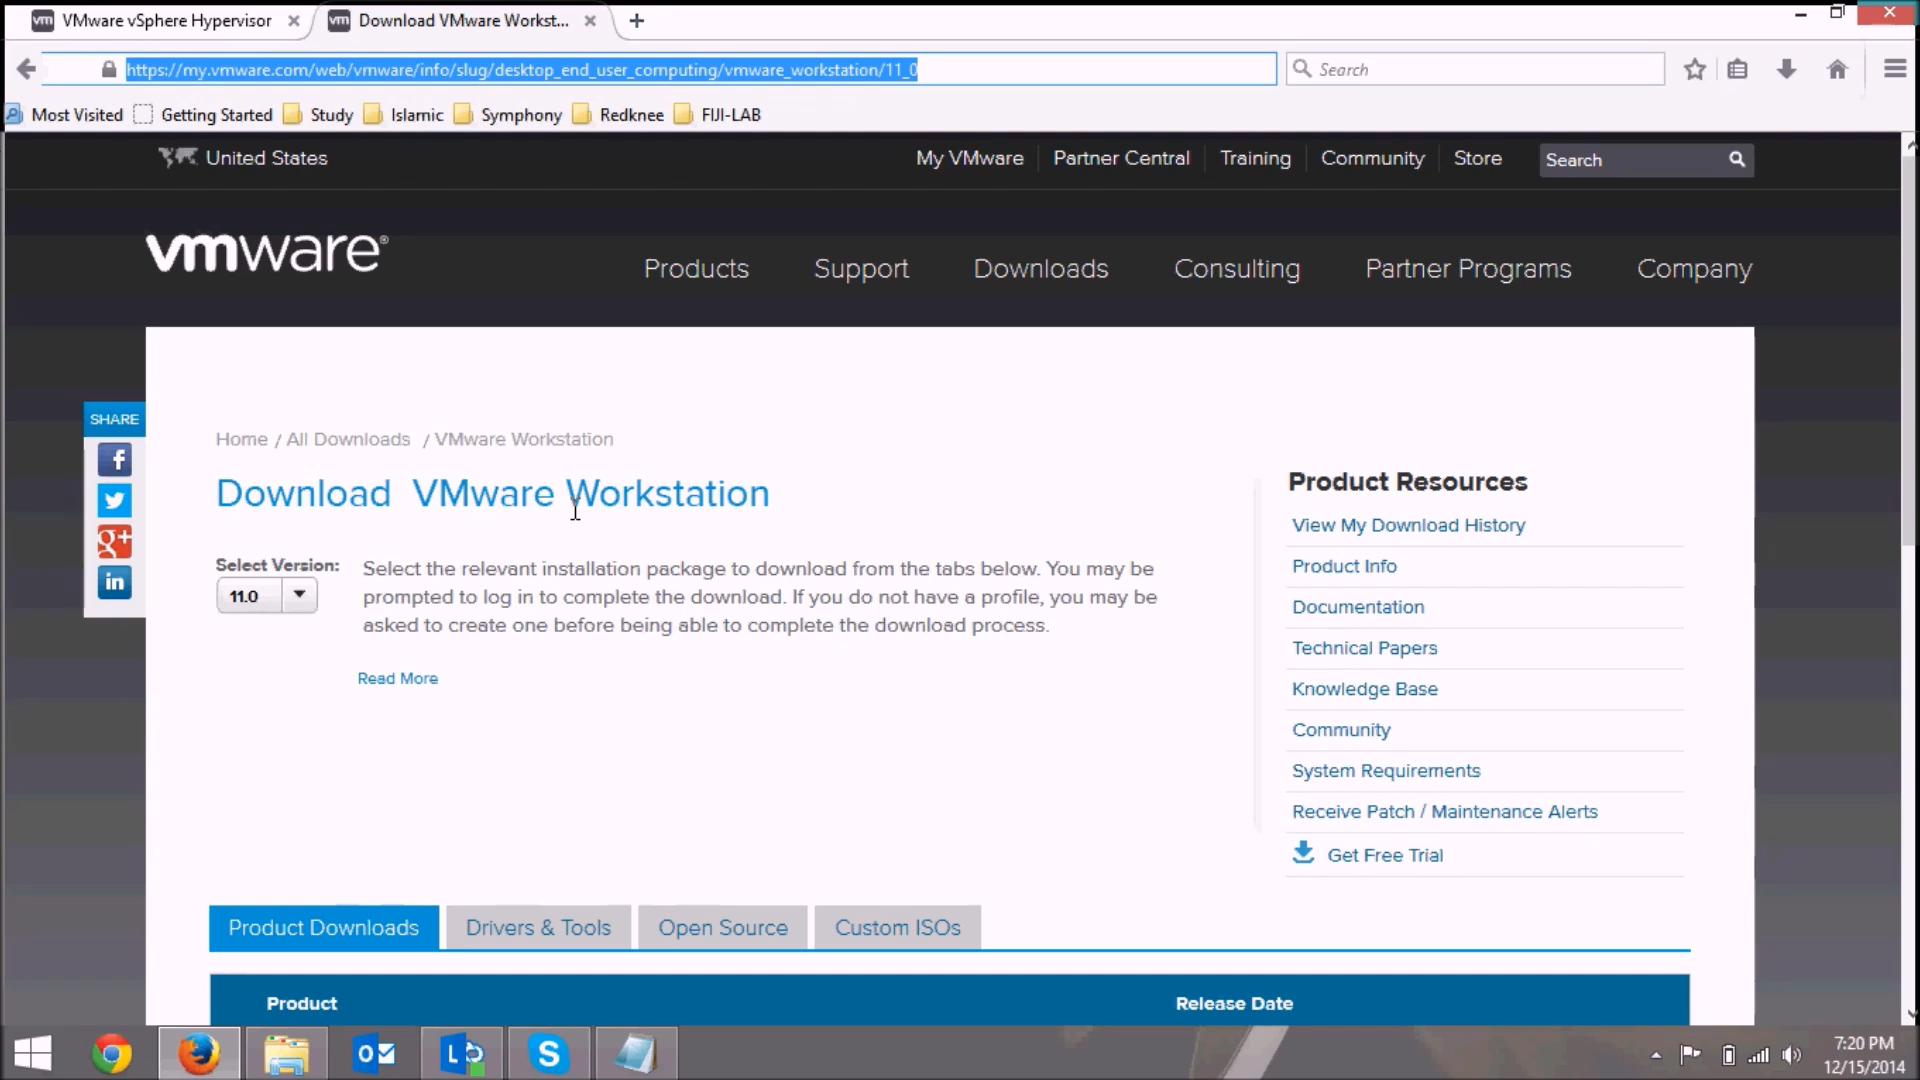 VMware vSphere Hypervisor
Download VMware Workst...
https://my.vmware.com/web/vmware/info/slug/desktop_end_user_computing/vmware_workstation/11_0
Search
Most Visited
Getting Started
Study
Islamic
Symphony
Redknee
FIJI-LAB
United States
My VMware
Partner Central
Training
Community
Store
Search
vmware®
Products
Support
Downloads
Consulting
Partner Programs
Company
SHARE
Home / All Downloads / VMware Workstation
Download VMware Workstation
Select Version:
11.0
Select the relevant installation package to download from the tabs below. You may be
prompted to log in to complete the download. If you do not have a profile, you may be
asked to create one before being able to complete the download process.
Read More
Product Resources
View My Download History
Product Info
Documentation
Technical Papers
Knowledge Base
Community
System Requirements
Receive Patch / Maintenance Alerts
Get Free Trial
Product Downloads
Drivers & Tools
Open Source
Custom ISOs
Product
Release Date
7:20 PM
12/15/2014